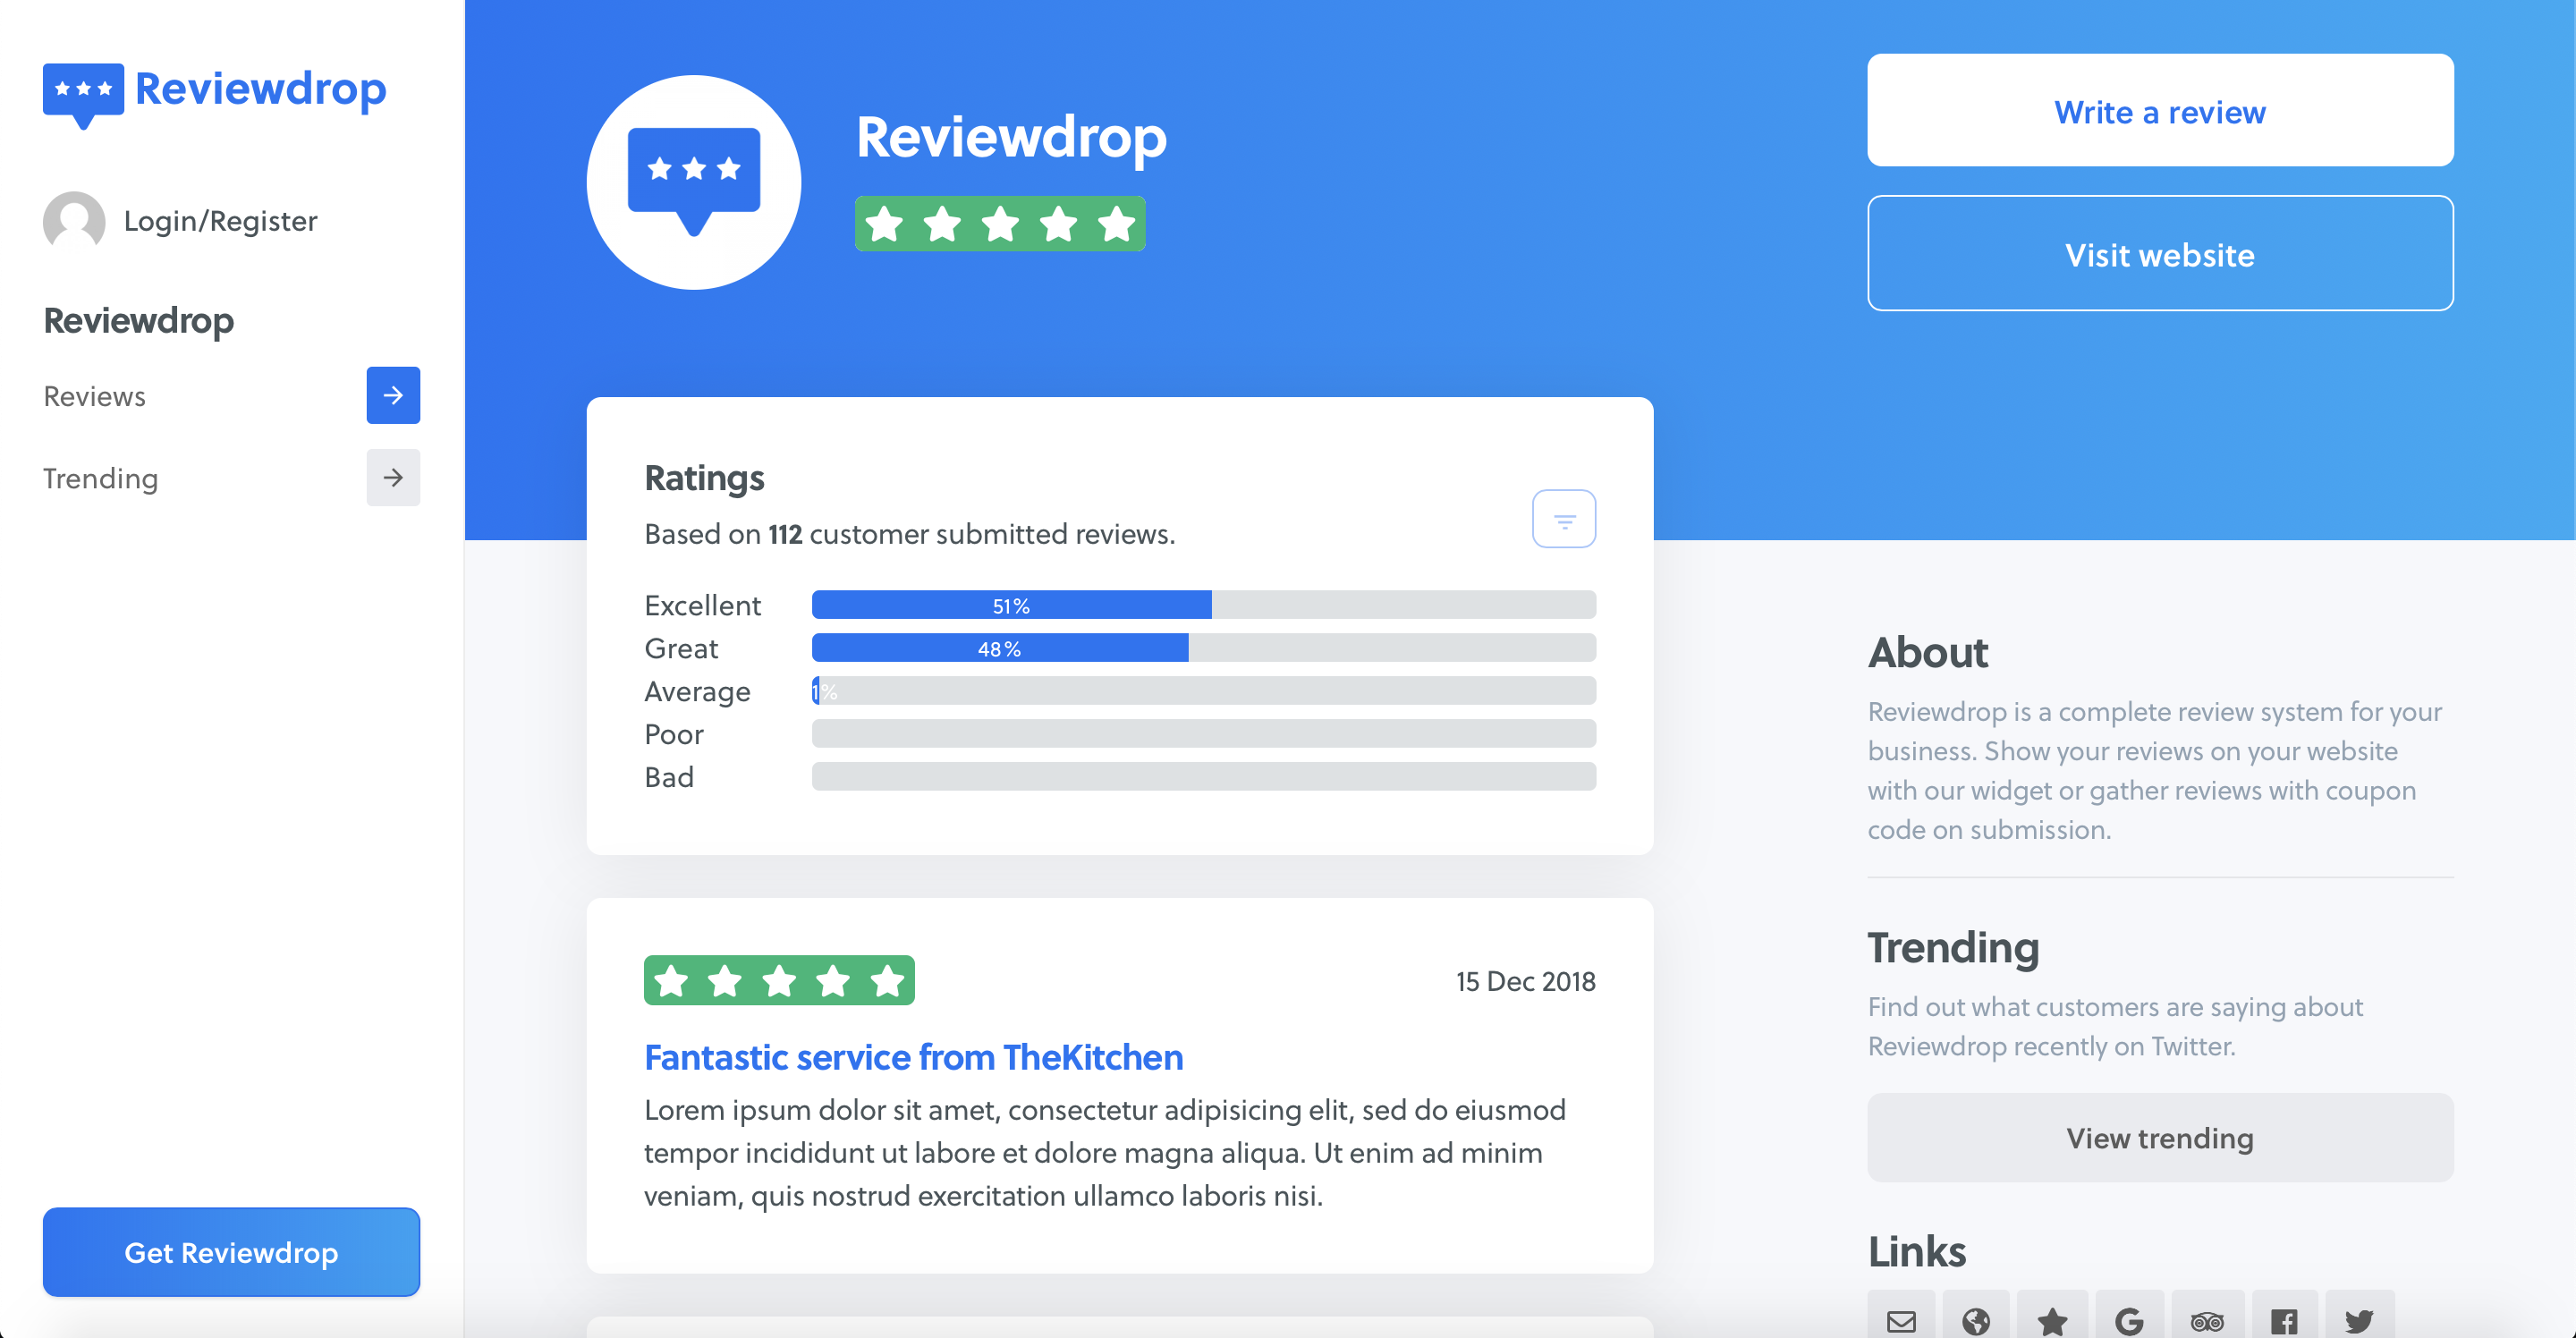 Reviewdrop
Login/Register
Reviewdrop
Reviews
Trending
Get Reviewdrop
Reviewdrop
Write a review
Visit website
Ratings
Based on 112 customer submitted reviews.
Excellent 51%
Great 48%
Average 1%
Poor
Bad
15 Dec 2018
Fantastic service from TheKitchen
Lorem ipsum dolor sit amet, consectetur adipisicing elit, sed do eiusmod
tempor incididunt ut labore et dolore magna aliqua. Ut enim ad minim
veniam, quis nostrud exercitation ullamco laboris nisi.
About
Reviewdrop is a complete review system for your
business. Show your reviews on your website
with our widget or gather reviews with coupon
code on submission.
Trending
Find out what customers are saying about
Reviewdrop recently on Twitter.
View trending
Links